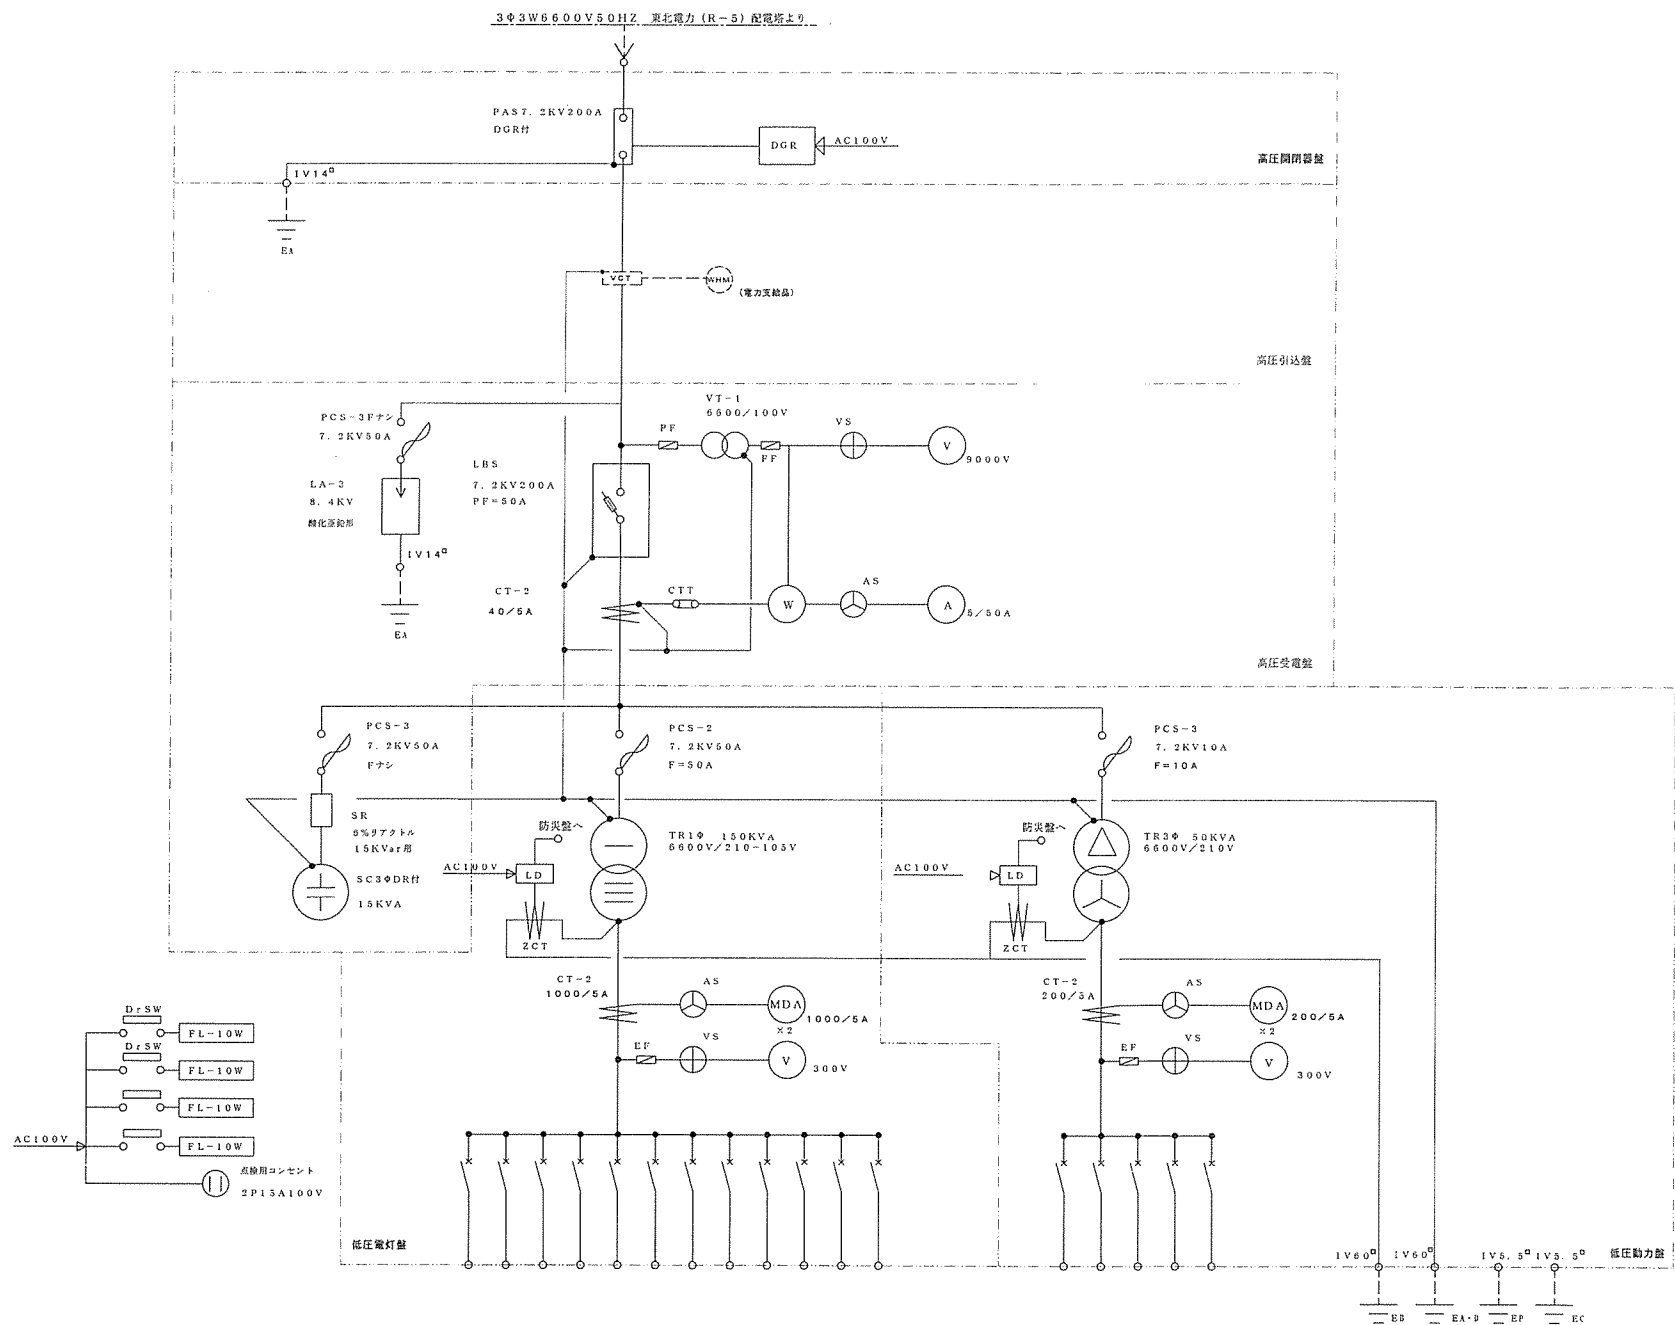 3Φ3W6600V50HZ 東北電力(R-5)配電塔より
PAS7.2KV200A
DGR付
DGR
AC100V
高圧開閉器盤
IV14□
EA
VCT
WHM
(電力支給品)
高圧引込盤
PCS-3Fナシ
7.2KV50A
LA-3
8.4KV
酸化亜鉛形
IV14□
EA
LBS
7.2KV200A
PF=50A
PF
VT-1
6600/100V
PF
VS
V
9000V
CT-2
40/5A
CTT
W
AS
A
5/50A
高圧受電盤
PCS-3
7.2KV50A
Fナシ
SR
6%リアクトル
15KVar用
SC3ΦDR付
15KVA
PCS-2
7.2KV50A
F=50A
防災盤へ
AC100V
LD
ZCT
TR1Φ 150KVA
6600V/210-105V
CT-2
1000/5A
AS
MDA
1000/5A
×2
EF
VS
V
300V
PCS-3
7.2KV10A
F=10A
防災盤へ
AC100V
LD
ZCT
TR3Φ 50KVA
6600V/210V
CT-2
200/5A
AS
MDA
200/5A
×2
EF
VS
V
300V
DrSW
FL-10W
DrSW
FL-10W
FL-10W
AC100V
FL-10W
点検用コンセント
2P15A100V
低圧電灯盤
IV60□ IV60□ IV5.5□ IV5.5□
低圧動力盤
EB EA・D EP EC